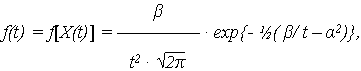 β
f(t) = f[X(t)] = ――――― · exp{- ½( β/ t – α²)},
t² · √2π